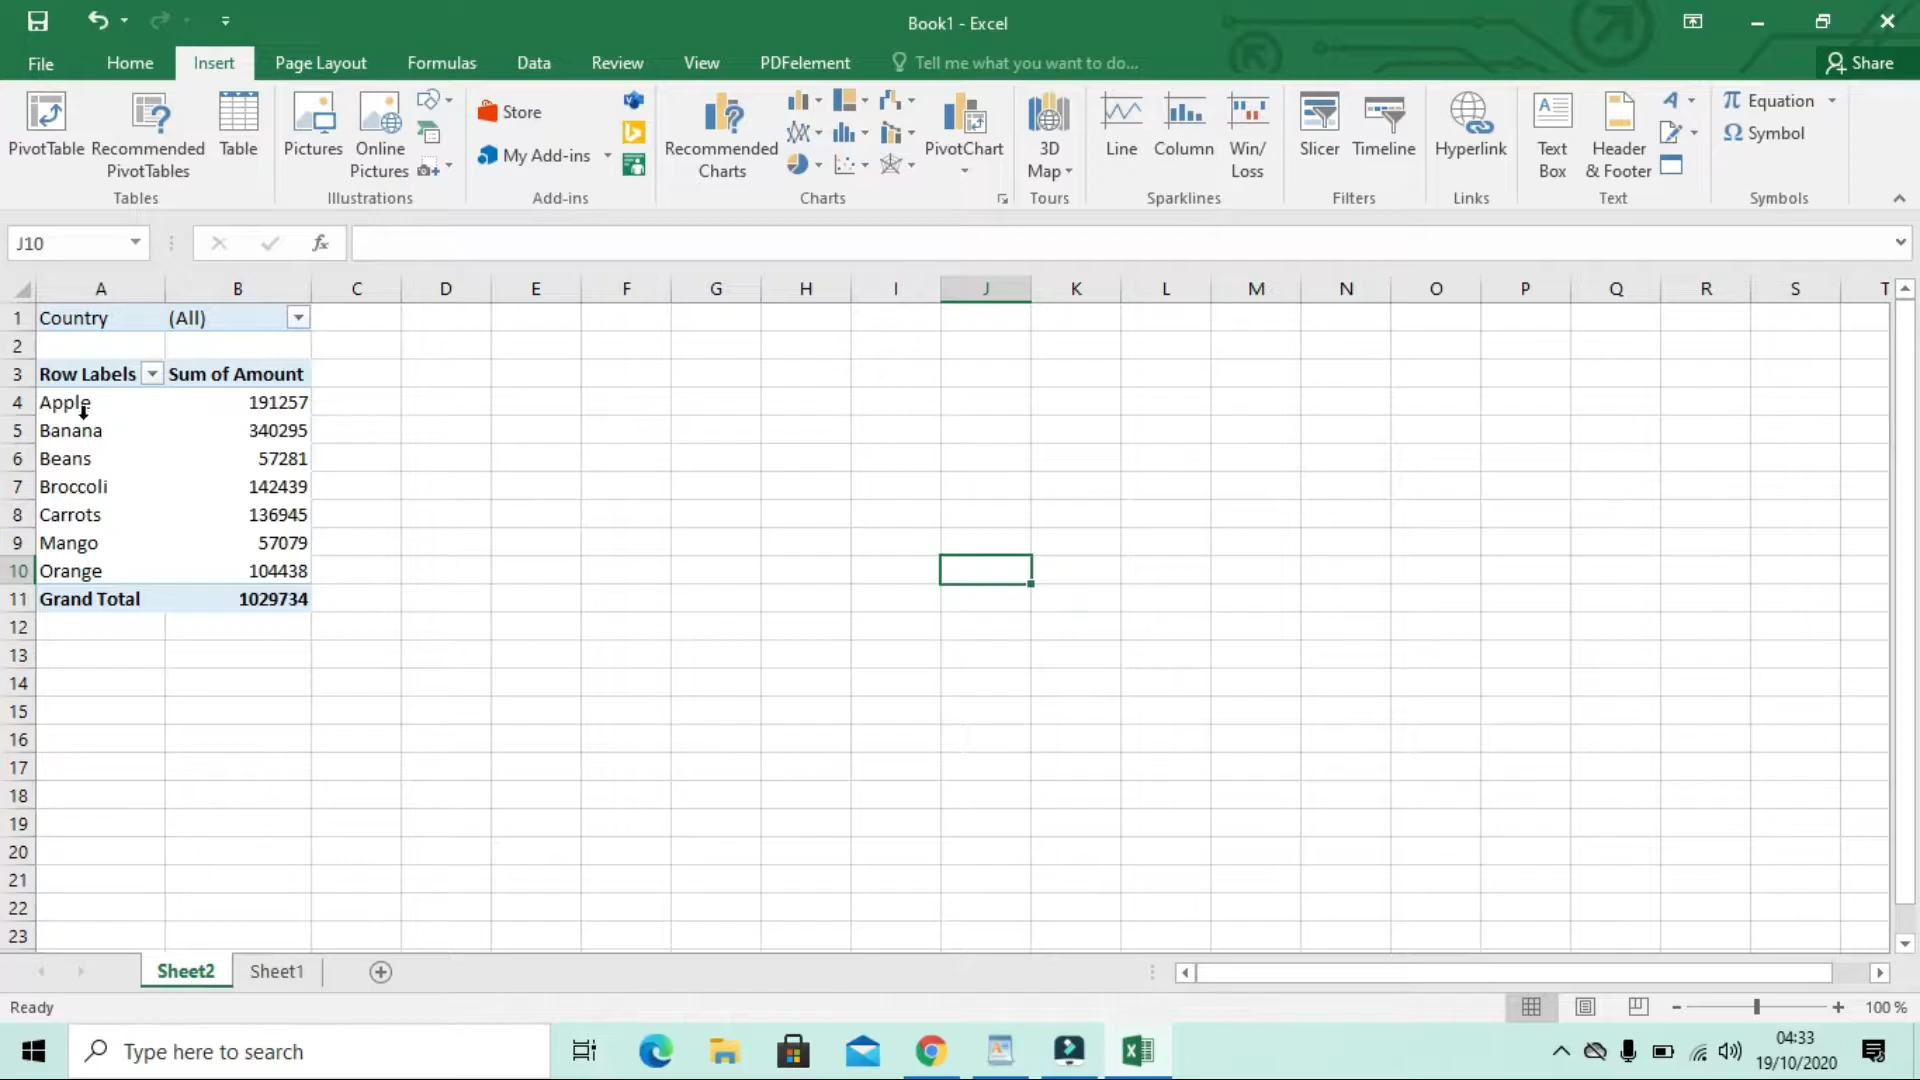 Book1 - Excel
File Home Insert Page Layout Formulas Data Review View PDFelement Tell me what you want to do... Share
PivotTable Recommended PivotTables Table
Tables
Pictures Online Pictures
Illustrations
Store
My Add-ins
Add-ins
Recommended Charts
PivotChart
Charts
3D Map
Tours
Line Column Win/ Loss
Sparklines
Slicer Timeline
Filters
Hyperlink
Links
Text Box Header & Footer
Text
π Equation
Ω Symbol
Symbols
J10 fx
A B C D E F G H I J K L M N O P Q R S T
1 Country (All)
2
3 Row Labels Sum of Amount
4 Apple 191257
5 Banana 340295
6 Beans 57281
7 Broccoli 142439
8 Carrots 136945
9 Mango 57079
10 Orange 104438
11 Grand Total 1029734
12
13
14
15
16
17
18
19
20
21
22
23
Sheet2 Sheet1
Ready 100 %
Type here to search
04:33
19/10/2020